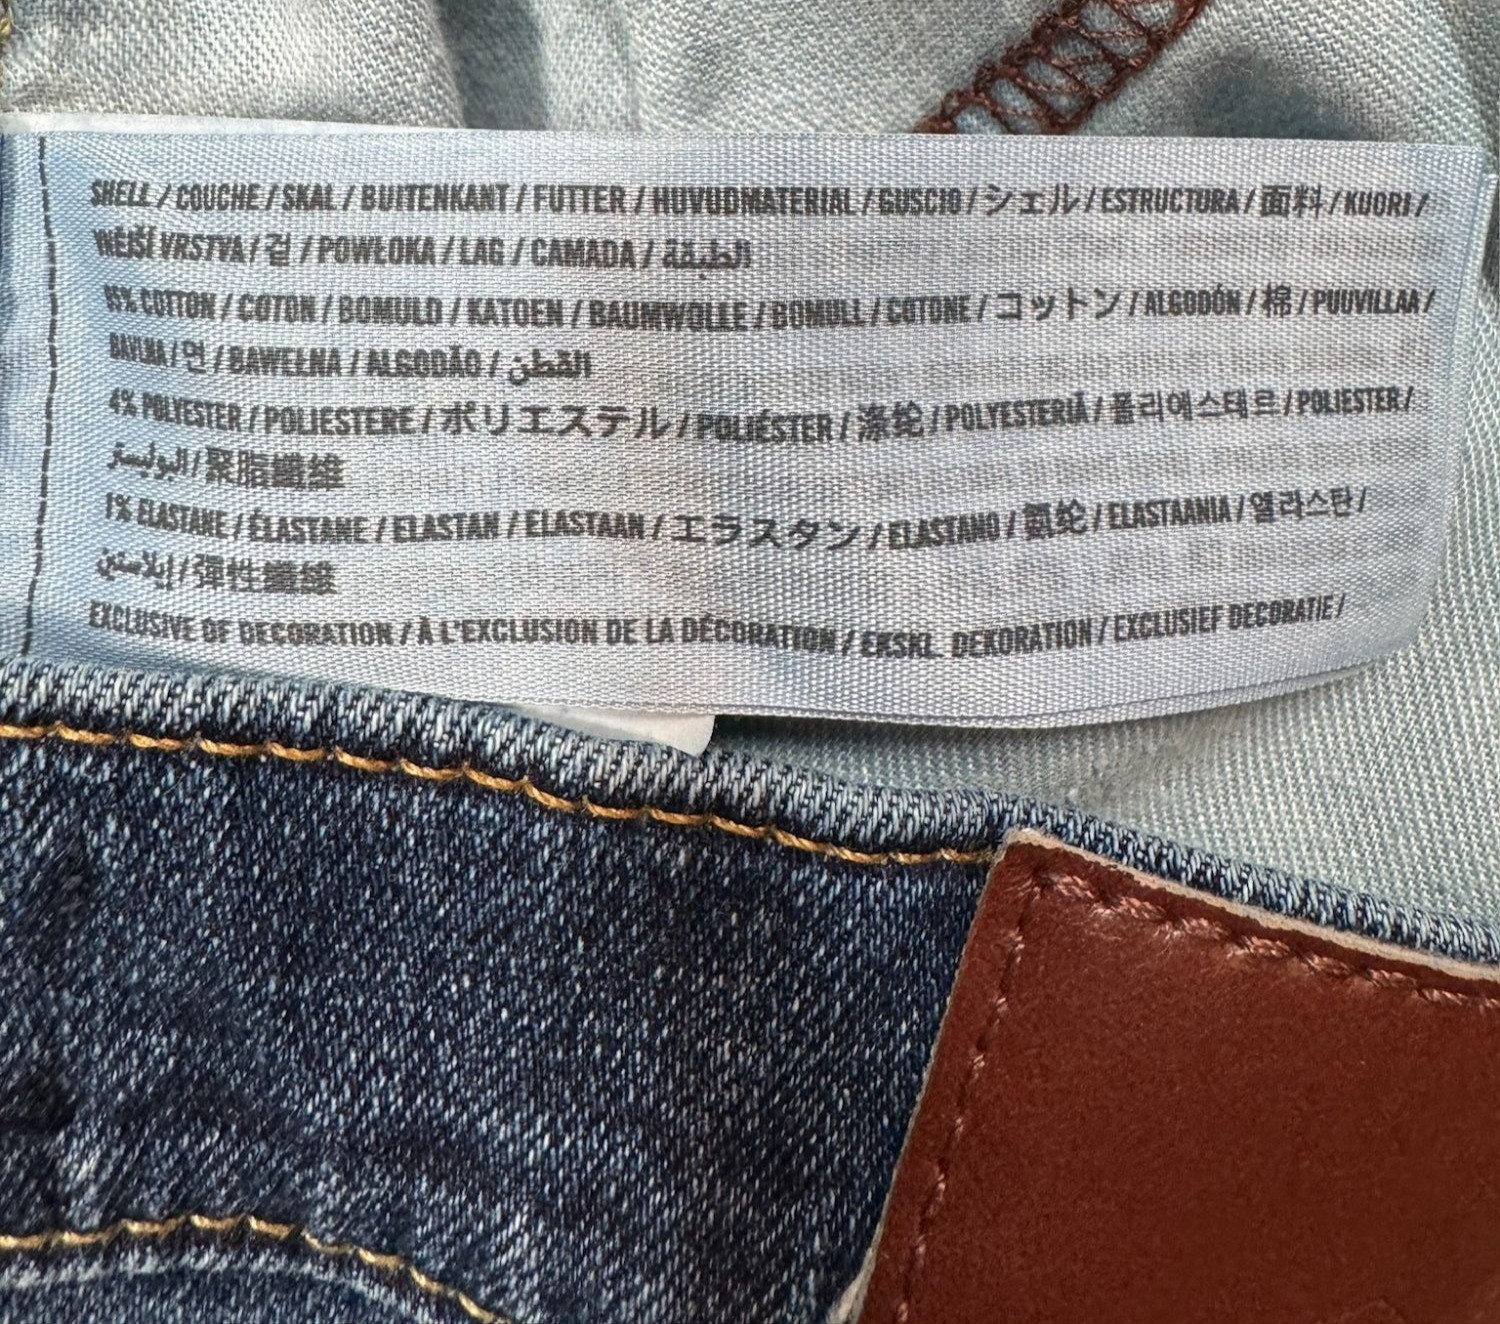 SHELL / COUCHE / SKAL / BUITENKANT / FUTTER / HUVUDMATERIAL / GUSCIO / シェル / ESTRUCTURA / 面料 / KUORI /
VRSTVA / 겉 / POWŁOKA / LAG / CAMADA / الطبقة
COTTON / COTON / BOMULD / KATOEN / BAUMWOLLE / BOMULL / COTONE / コットン / ALGODÓN / 棉 / PUUVILLAA /
BAVLNA / 면 / BAWEŁNA / ALGODÃO / القطن
4% POLYESTER / POLIESTERE / ポリエステル / POLIÉSTER / 涤纶 / POLYESTERIÄ / 폴리에스테르 / POLIESTER /
البوليستر / 聚脂纖維
1% ELASTANE / ÉLASTANE / ELASTAN / ELASTAAN / エラスタン / ELASTANO / 氨纶 / ELASTAANIA / 엘라스탄 /
إيلاستين / 彈性纖維
EXCLUSIVE OF DECORATION / À L'EXCLUSION DE LA DÉCORATION / EKSKL. DEKORATION / EXCLUSIEF DECORATIE /